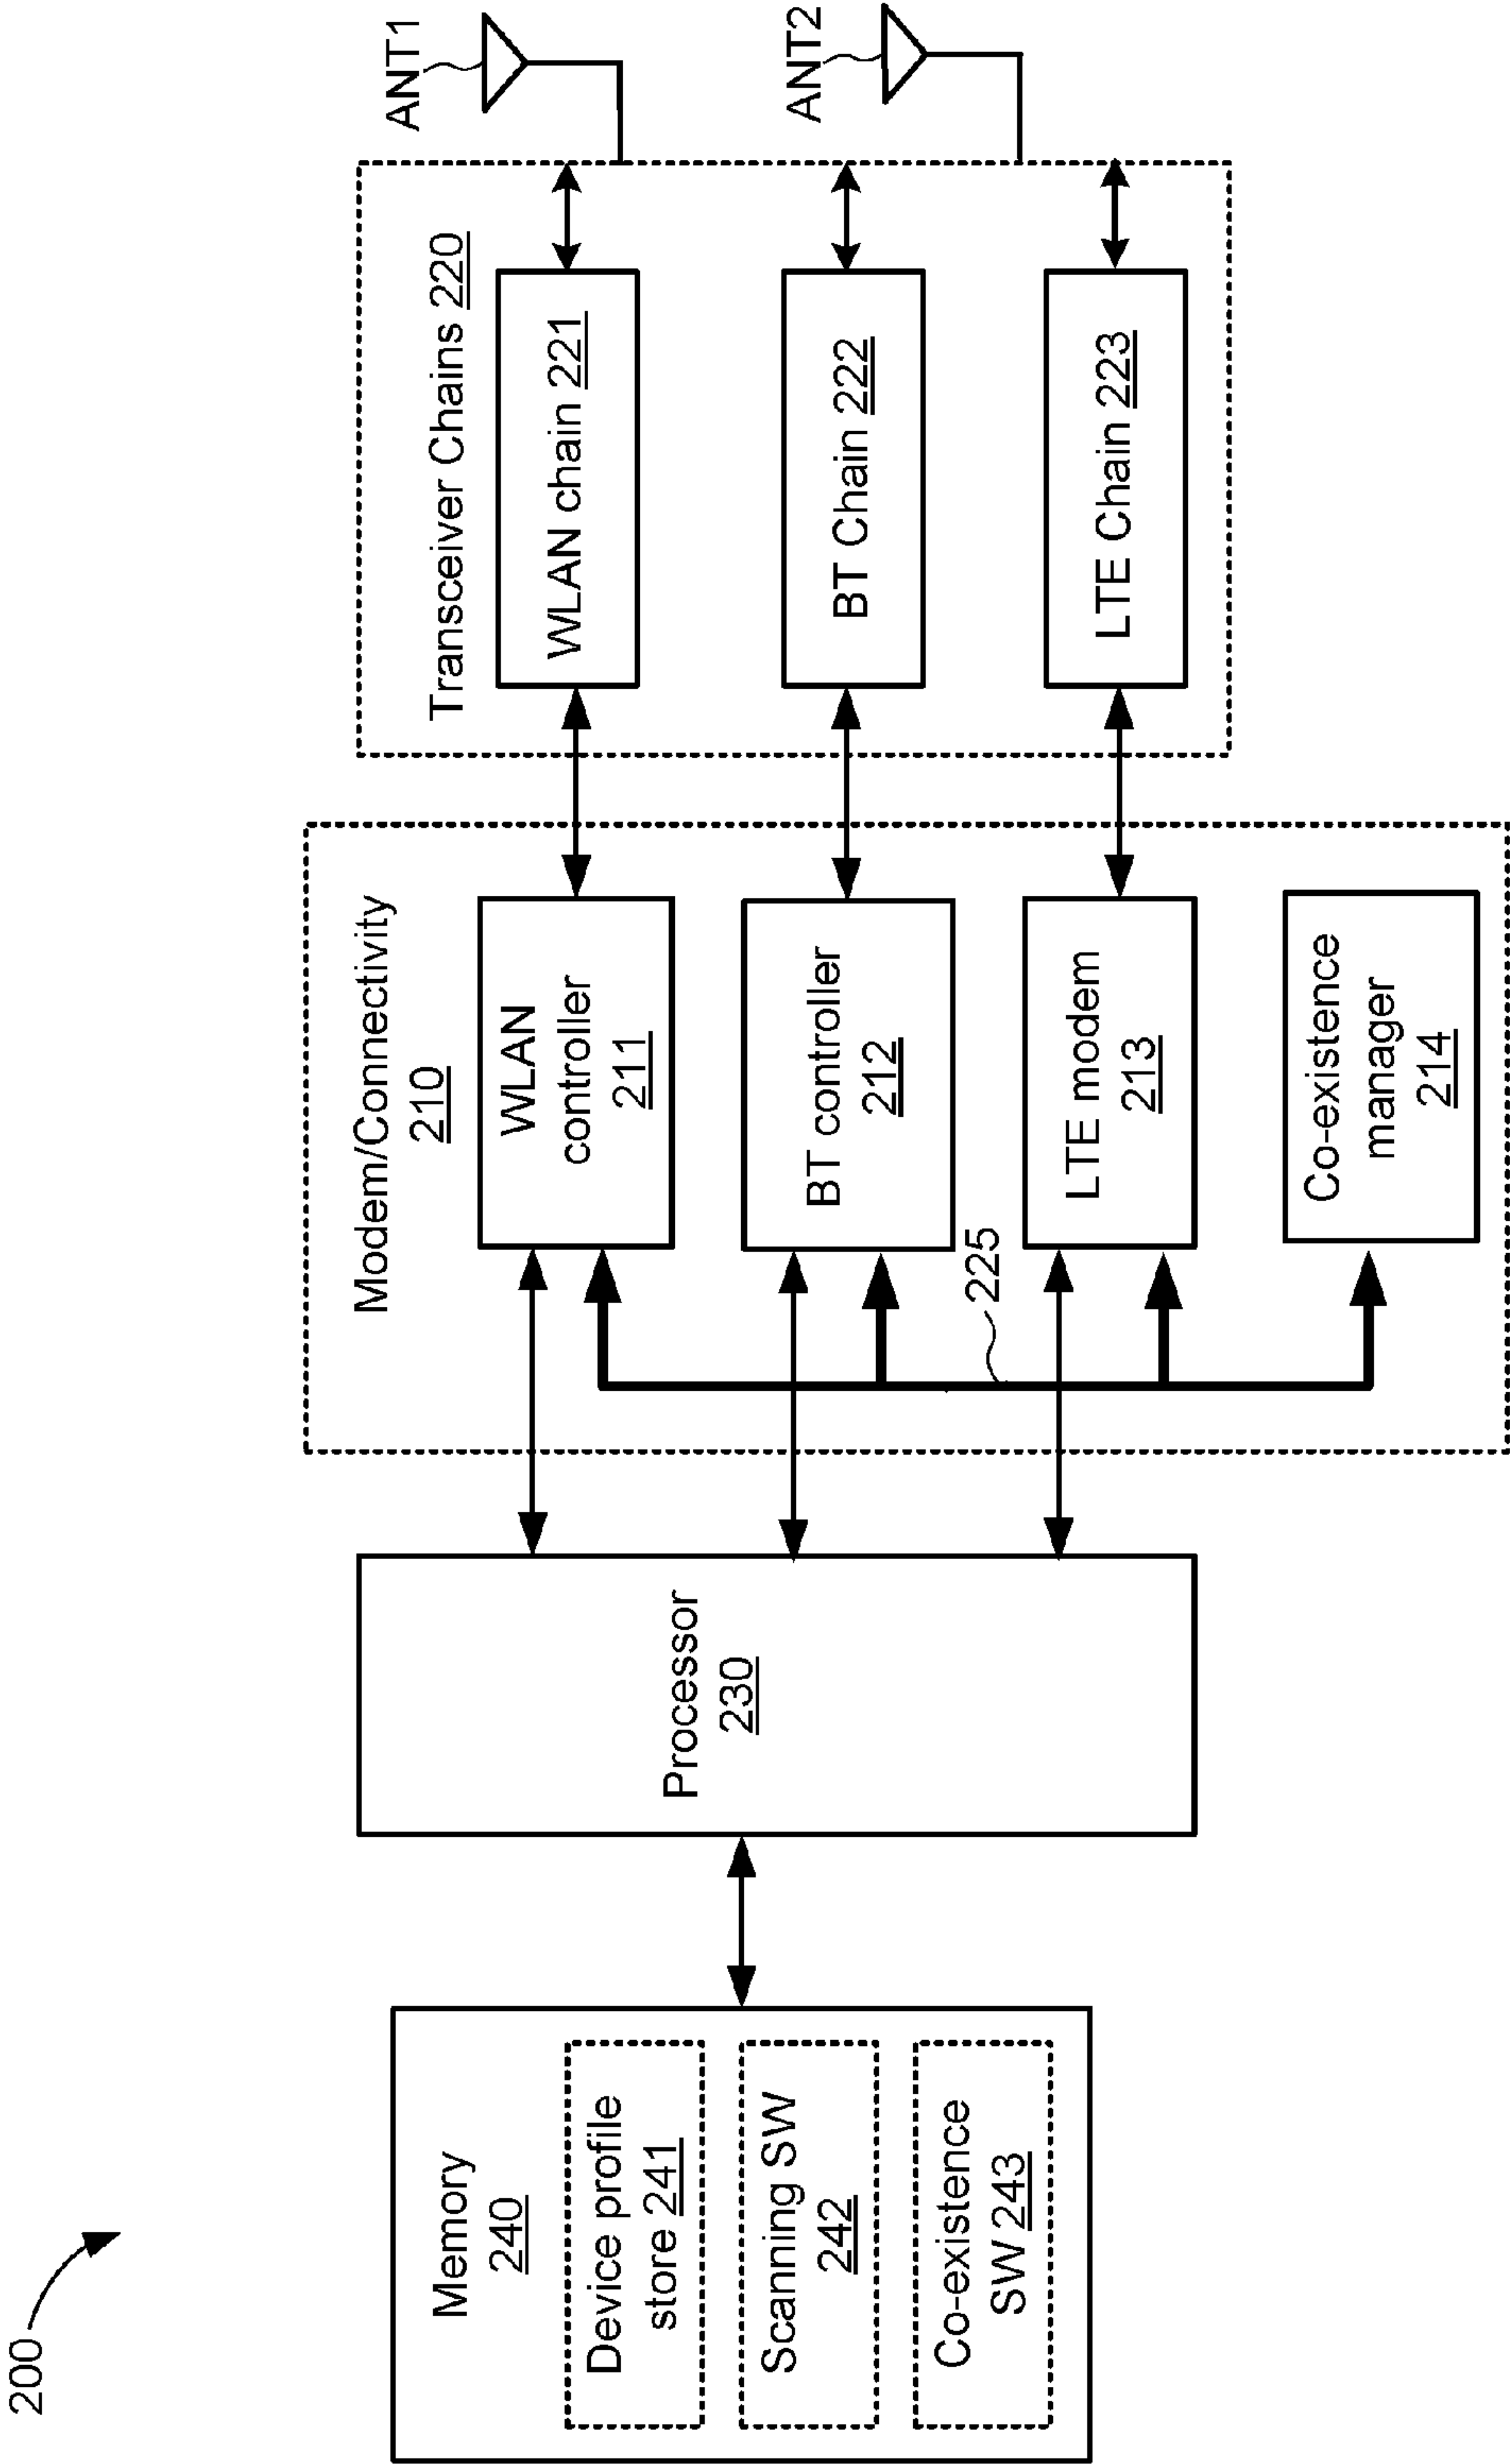 200
Memory
240
Device profile
store 241
Scanning SW
242
Co-existence
SW 243
Processor
230
Modem/Connectivity
210
WLAN
controller
211
BT controller
212
225
LTE modem
213
Co-existence
manager
214
Transceiver Chains 220
WLAN chain 221
BT Chain 222
LTE Chain 223
ANT1
ANT2